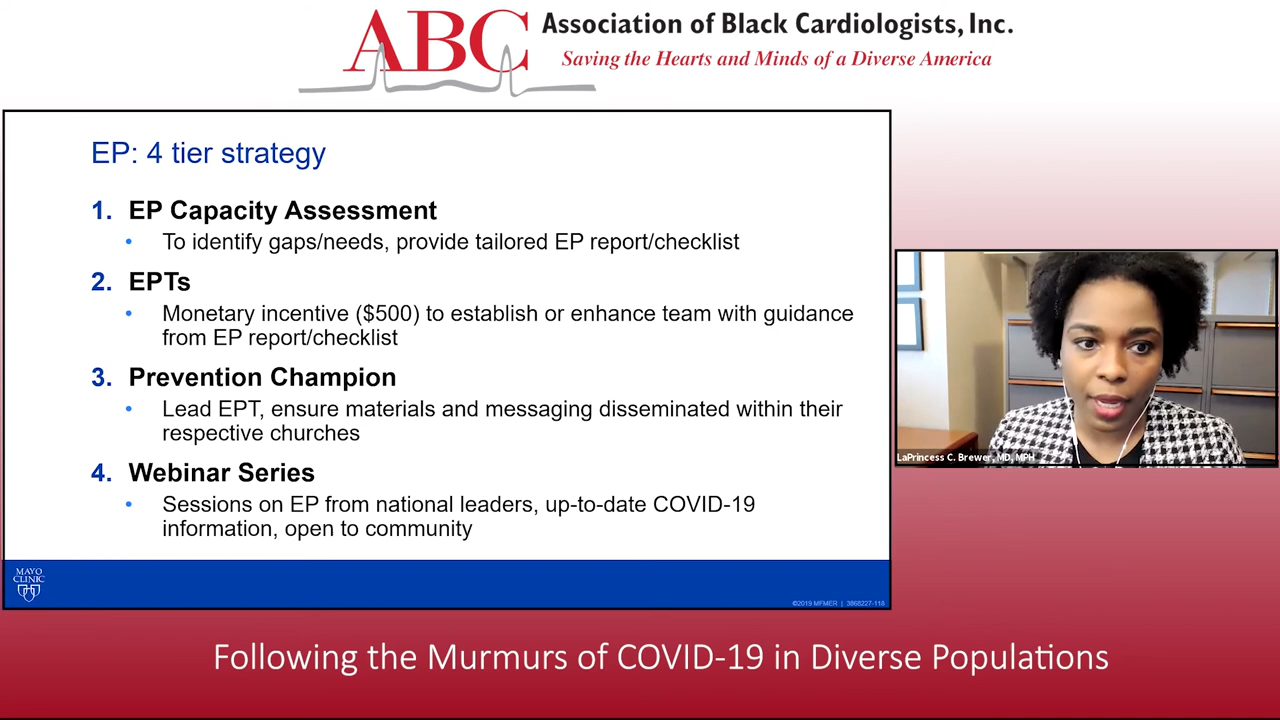 ABC
Association of Black Cardiologists, Inc.
Saving the Hearts and Minds of a Diverse America
EP: 4 tier strategy
1. EP Capacity Assessment
• To identify gaps/needs, provide tailored EP report/checklist
2. EPTs
• Monetary incentive ($500) to establish or enhance team with guidance
from EP report/checklist
3. Prevention Champion
• Lead EPT, ensure materials and messaging disseminated within their
respective churches
4. Webinar Series
• Sessions on EP from national leaders, up-to-date COVID-19
information, open to community
MAYO
CLINIC
©2019 MFMER | 3868227-118
LaPrincess C. Brewer, MD, MPH
Following the Murmurs of COVID-19 in Diverse Populations